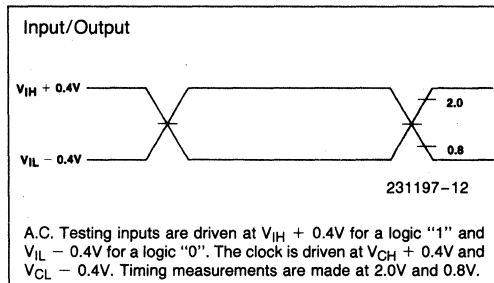 Input/Output
VIH + 0.4V
2.0
0.8
VIL − 0.4V
231197-12
A.C. Testing inputs are driven at VIH + 0.4V for a logic "1" and
VIL − 0.4V for a logic "0". The clock is driven at VCH + 0.4V and
VCL − 0.4V. Timing measurements are made at 2.0V and 0.8V.